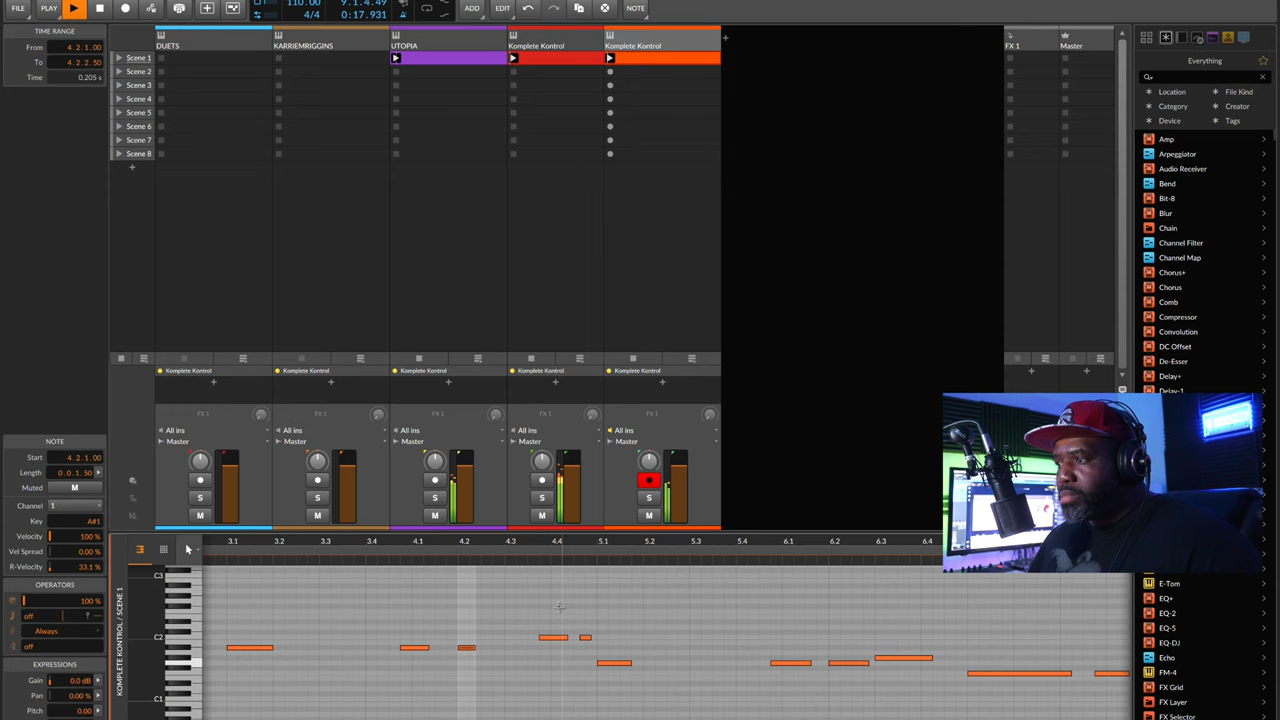 FILE PLAY ADD EDIT NOTE
110.00 9.1.4.49
4/4 0:17.931
TIME RANGE
From 4.2.1.00
To 4.2.2.50
Time 0.205 s
DUETS KARRIEMRIGGINS UTOPIA Komplete Kontrol Komplete Kontrol FX 1 Master
Scene 1
Scene 2
Scene 3
Scene 4
Scene 5
Scene 6
Scene 7
Scene 8
+
Komplete Kontrol Komplete Kontrol Komplete Kontrol Komplete Kontrol Komplete Kontrol
+ + + + + + +
FX 1 FX 1 FX 1 FX 1 FX 1
All ins All ins All ins All ins All ins
Master Master Master Master Master
S S S S S
M M M M M
NOTE
Start 4.2.1.00
Length 0.0.1.50
Muted M
Channel 1
Key A#1
Velocity 100 %
Vel Spread 0.00 %
R-Velocity 33.1 %
OPERATORS
100 %
off
Always
off
EXPRESSIONS
Gain 0.0 dB
Pan 0.00 %
Pitch 0.00
KOMPLETE KONTROL / SCENE 1
3.1 3.2 3.3 3.4 4.1 4.2 4.3 4.4 5.1 5.2 5.3 5.4 6.1 6.2 6.3 6.4
C3
C2
C1
Everything
Location File Kind
Category Creator
Device Tags
Amp
Arpeggiator
Audio Receiver
Bend
Bit-8
Blur
Chain
Channel Filter
Channel Map
Chorus+
Chorus
Comb
Compressor
Convolution
DC Offset
De-Esser
Delay+
Delay-1
E-Tom
EQ+
EQ-2
EQ-5
EQ-DJ
Echo
FM-4
FX Grid
FX Layer
FX Selector